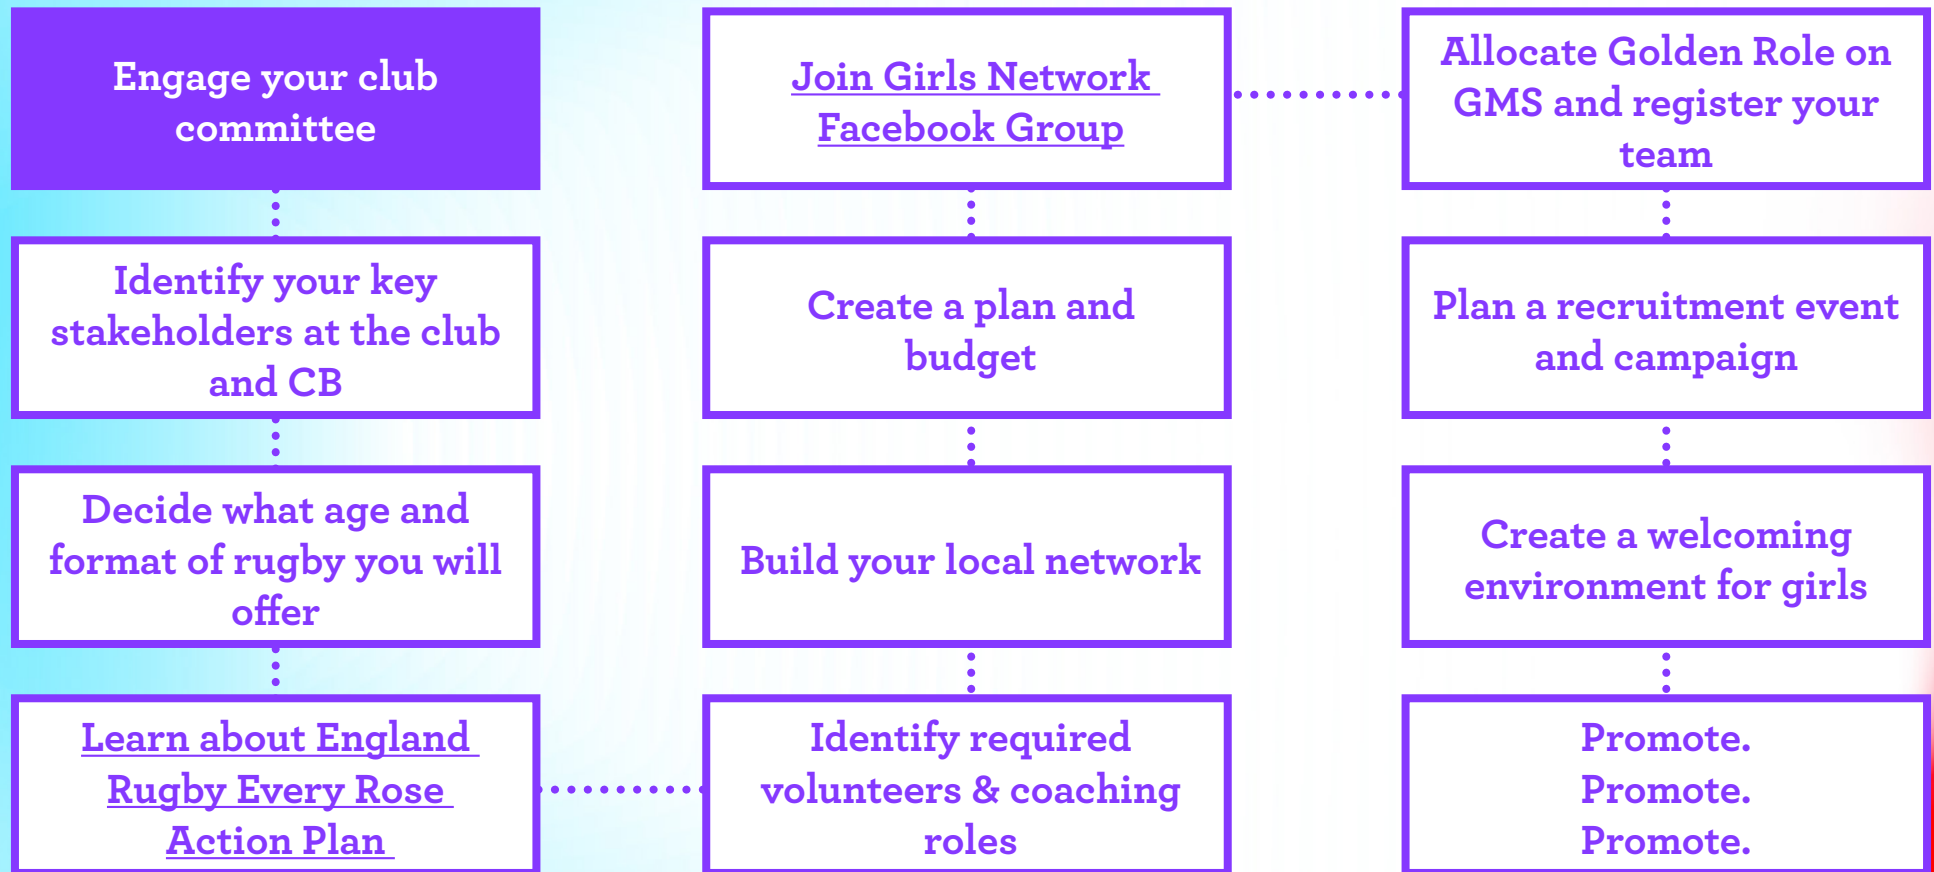 Engage your club
committee
Identify your key
stakeholders at the club
and CB
Decide what age and
format of rugby you will
offer
Learn about England
Rugby Every Rose
Action Plan
Identify required
volunteers & coaching
roles
Build your local network
Create a plan and
budget
Join Girls Network
Facebook Group
Allocate Golden Role on
GMS and register your
team
Plan a recruitment event
and campaign
Create a welcoming
environment for girls
Promote.
Promote.
Promote.